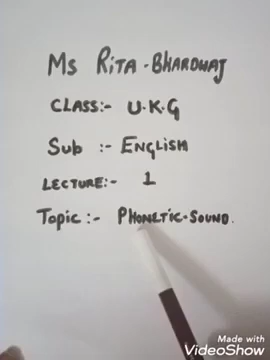 Ms RITA-BHARDWAJ
CLASS:- U.K.G
Sub :- ENGLISH
LECTURE:- 1
Topic :- PHONETIC-SOUND.
Made with
VideoShow